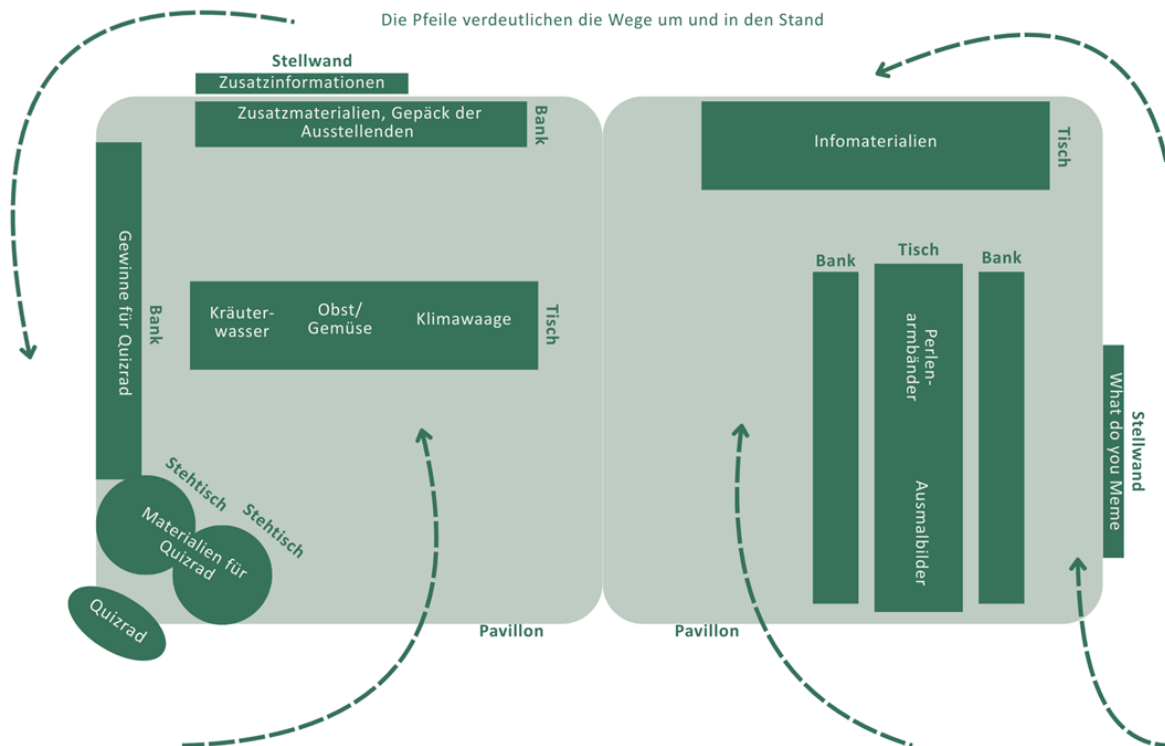 Die Pfeile verdeutlichen die Wege um und in den Stand
Stellwand
Zusatzinformationen
Zusatzmaterialien, Gepäck der
Ausstellenden
Bank
Gewinne für Quizrad
Bank
Kräuter-
wasser
Obst/
Gemüse
Klimawaage
Tisch
Stehtisch
Stehtisch
Materialien für
Quizrad
Quizrad
Pavillon
Infomaterialien
Tisch
Bank
Tisch
Bank
Perlen-
armbänder
Ausmalbilder
What do you Meme
Stellwand
Pavillon